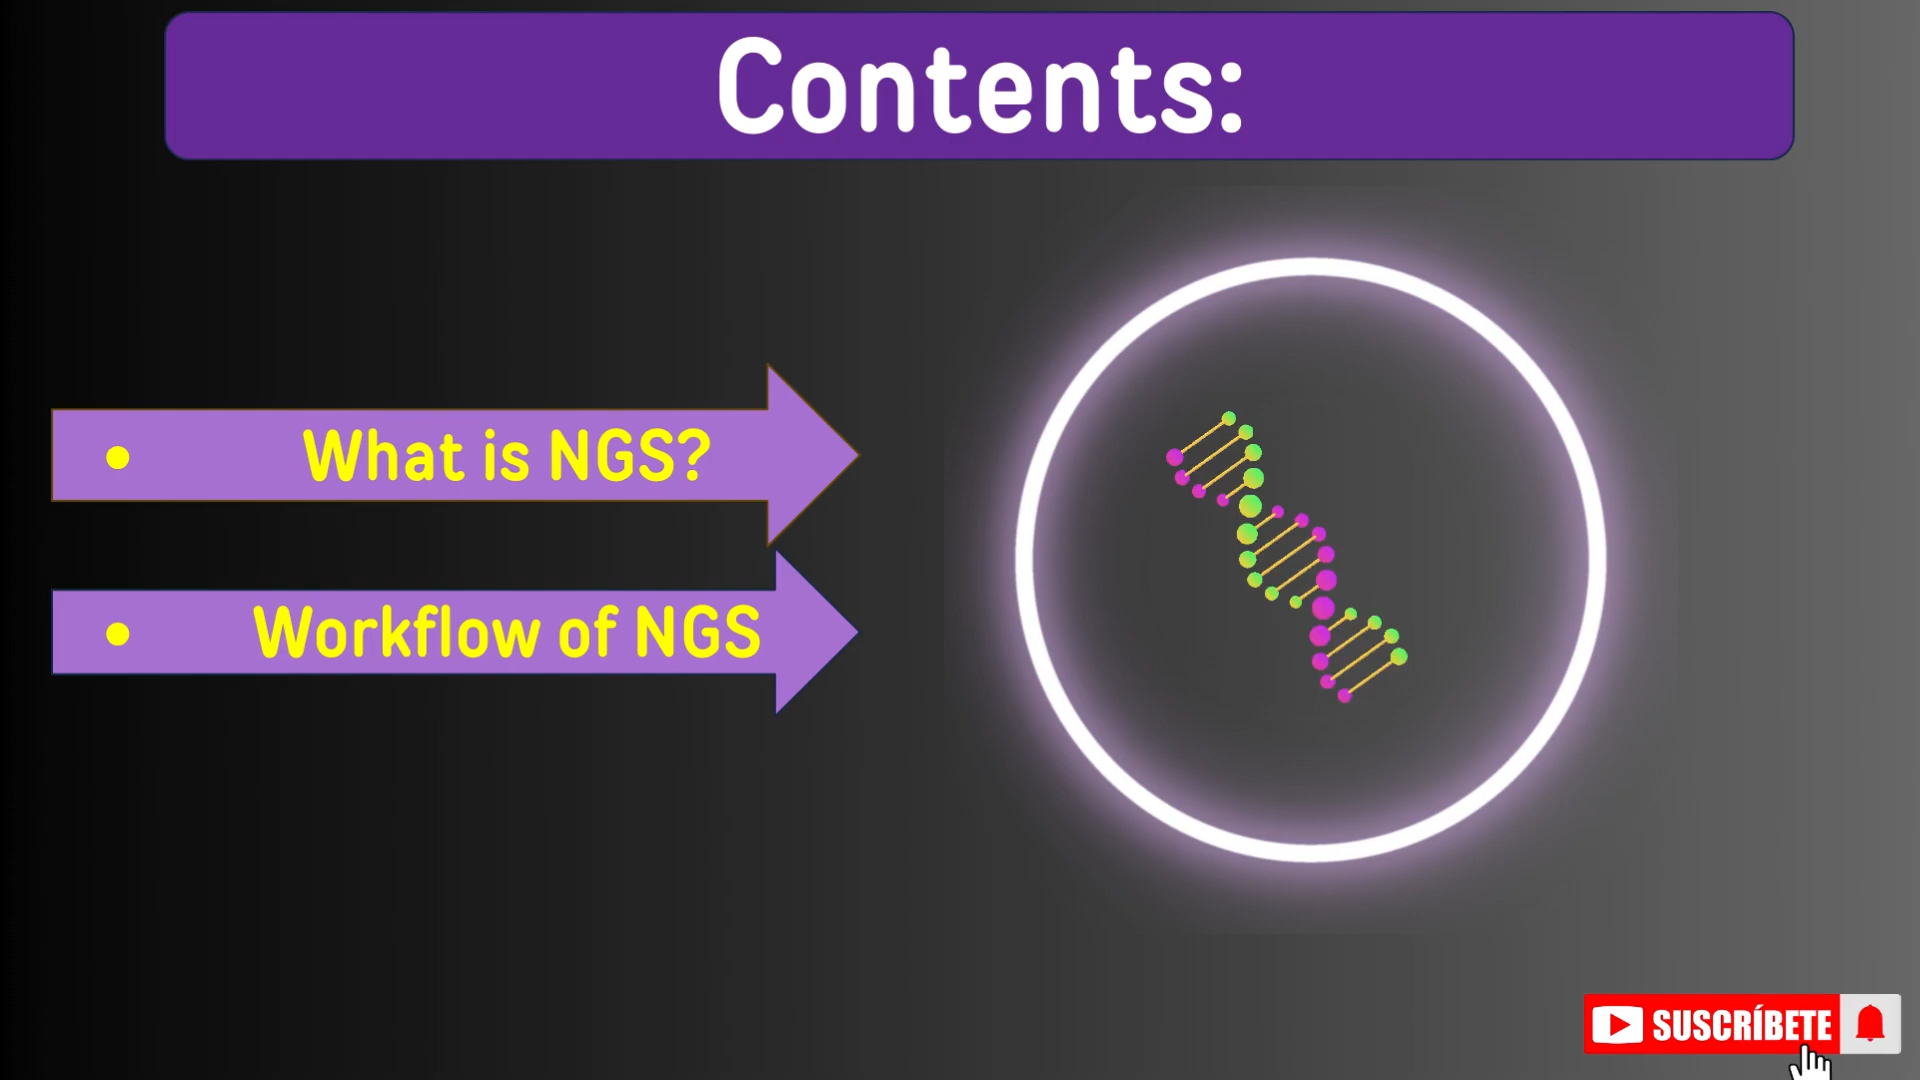 Contents:
• What is NGS?
• Workflow of NGS
SUSCRÍBETE